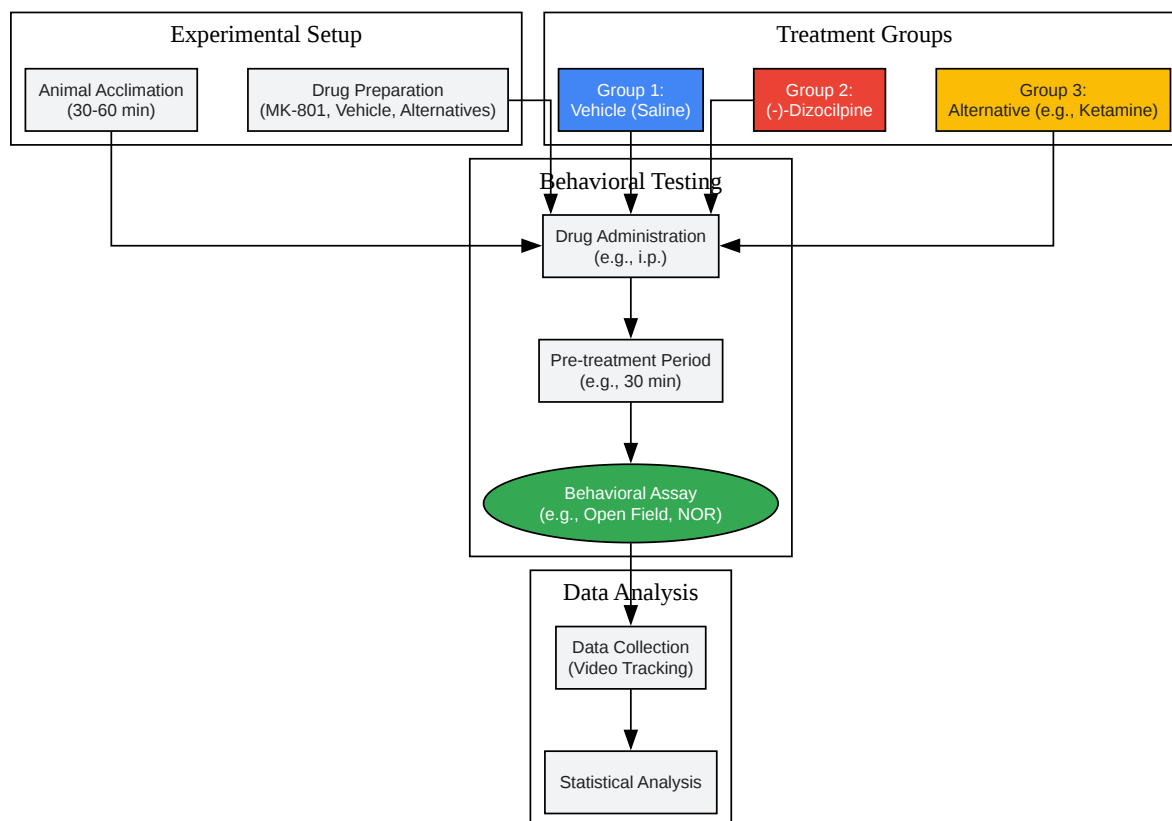 Experimental Setup
Animal Acclimation
(30-60 min)
Drug Preparation
(MK-801, Vehicle, Alternatives)
Treatment Groups
Group 1:
Vehicle (Saline)
Group 2:
(-)-Dizocilpine
Group 3:
Alternative (e.g., Ketamine)
Behavioral Testing
Drug Administration
(e.g., i.p.)
Pre-treatment Period
(e.g., 30 min)
Behavioral Assay
(e.g., Open Field, NOR)
Data Analysis
Data Collection
(Video Tracking)
Statistical Analysis